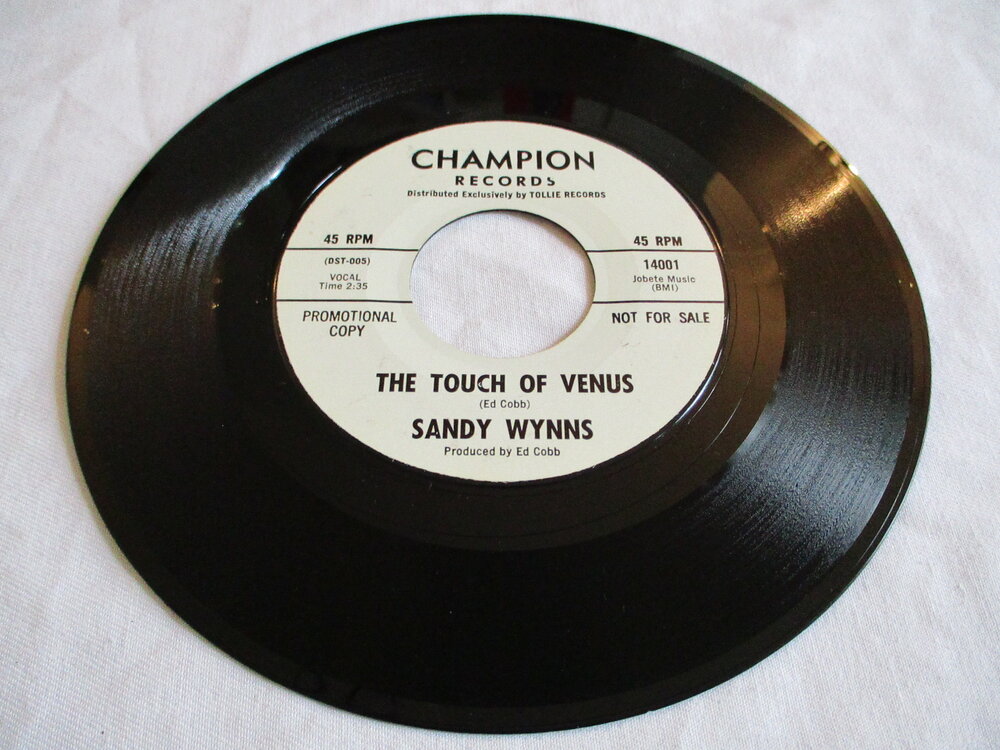 CHAMPION
RECORDS
Distributed Exclusively by TOLLIE RECORDS
45 RPM
(DST-005)
VOCAL
Time 2:35
PROMOTIONAL
COPY
45 RPM
14001
Jobete Music
(BMI)
NOT FOR SALE
THE TOUCH OF VENUS
(Ed Cobb)
SANDY WYNNS
Produced by Ed Cobb